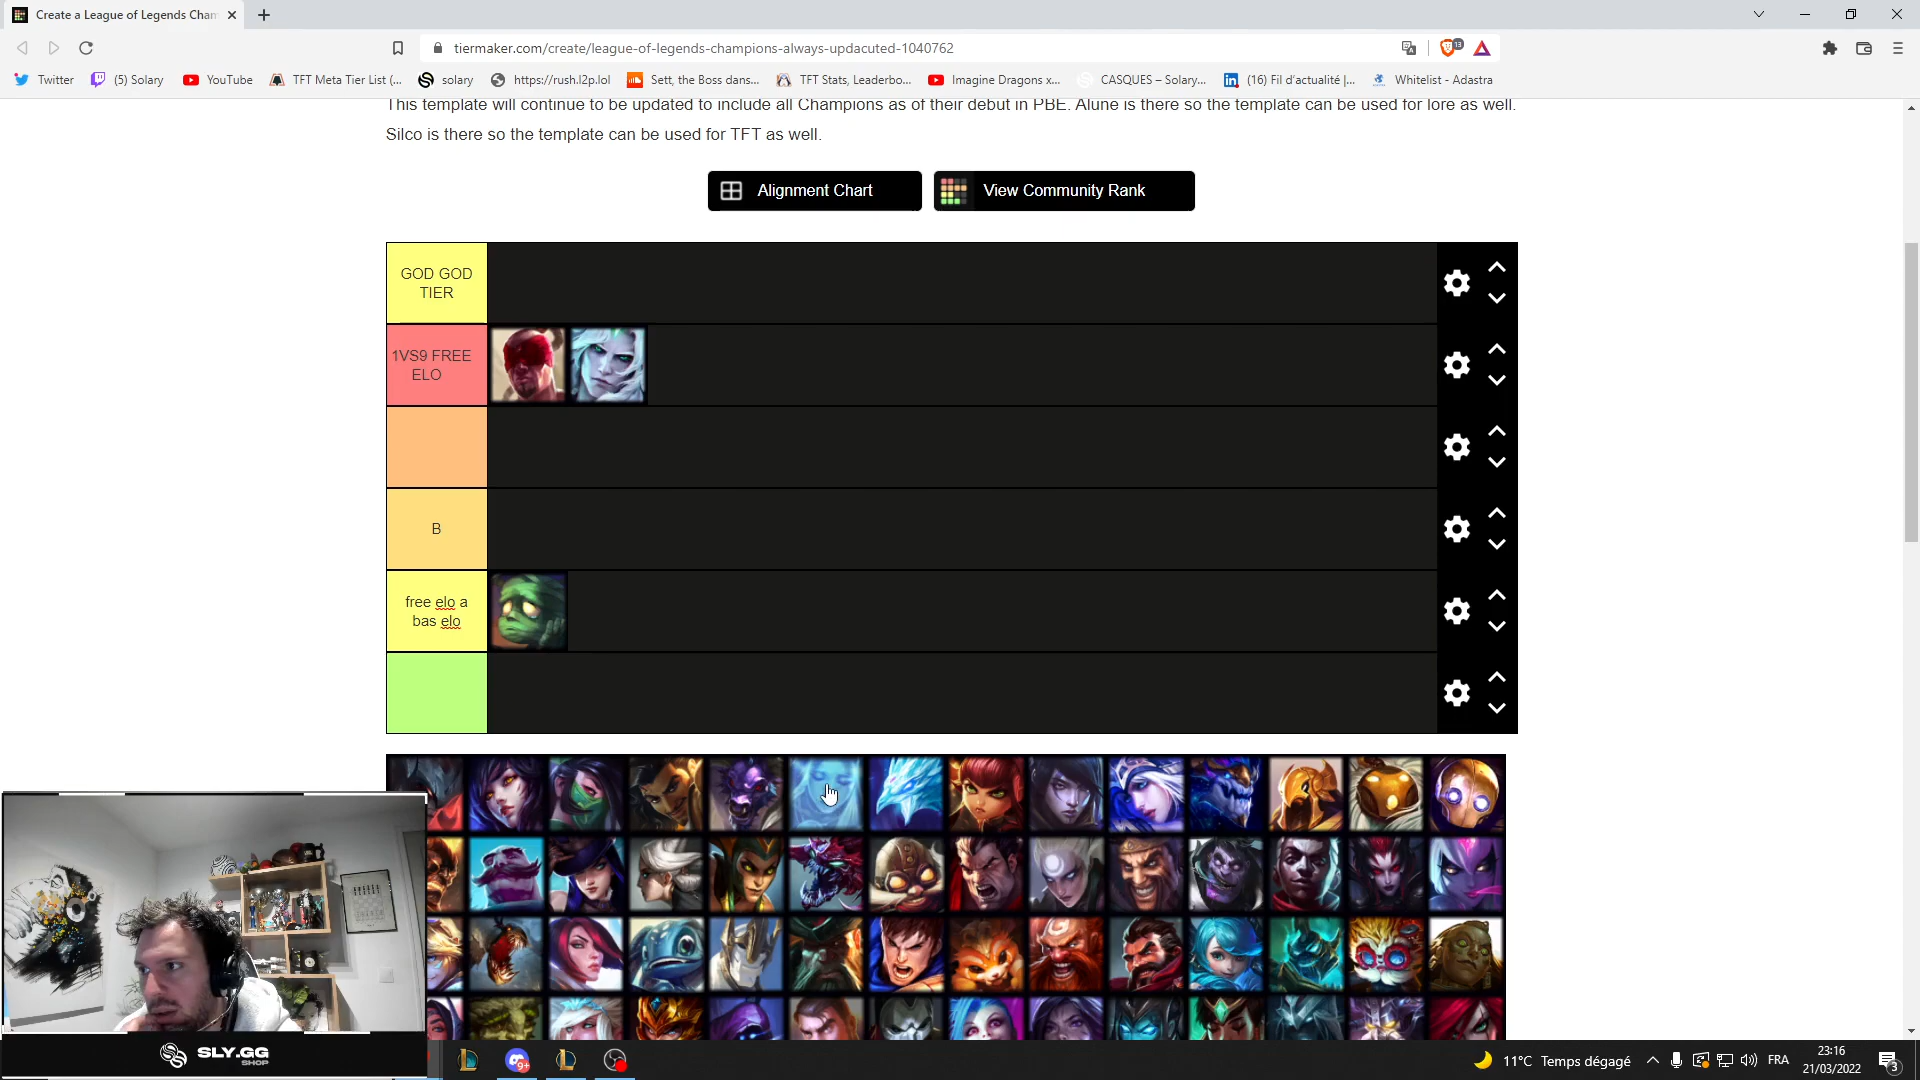 Create a League of Legends Cham
tiermaker.com/create/league-of-legends-champions-always-updacuted-1040762
13
Twitter
(5) Solary
YouTube
TFT Meta Tier List (...
solary
https://rush.l2p.lol
Sett, the Boss dans...
TFT Stats, Leaderbo...
Imagine Dragons x...
CASQUES – Solary...
(16) Fil d'actualité |...
Whitelist - Adastra
This template will continue to be updated to include all Champions as of their debut in PBE. Alune is there so the template can be used for lore as well.
Silco is there so the template can be used for TFT as well.
Alignment Chart
View Community Rank
GOD GOD
TIER
1VS9 FREE
ELO
B
free elo a
bas elo
SLY.GG
SHOP
9+
11°C Temps dégagé
FRA
23:16
21/03/2022
3